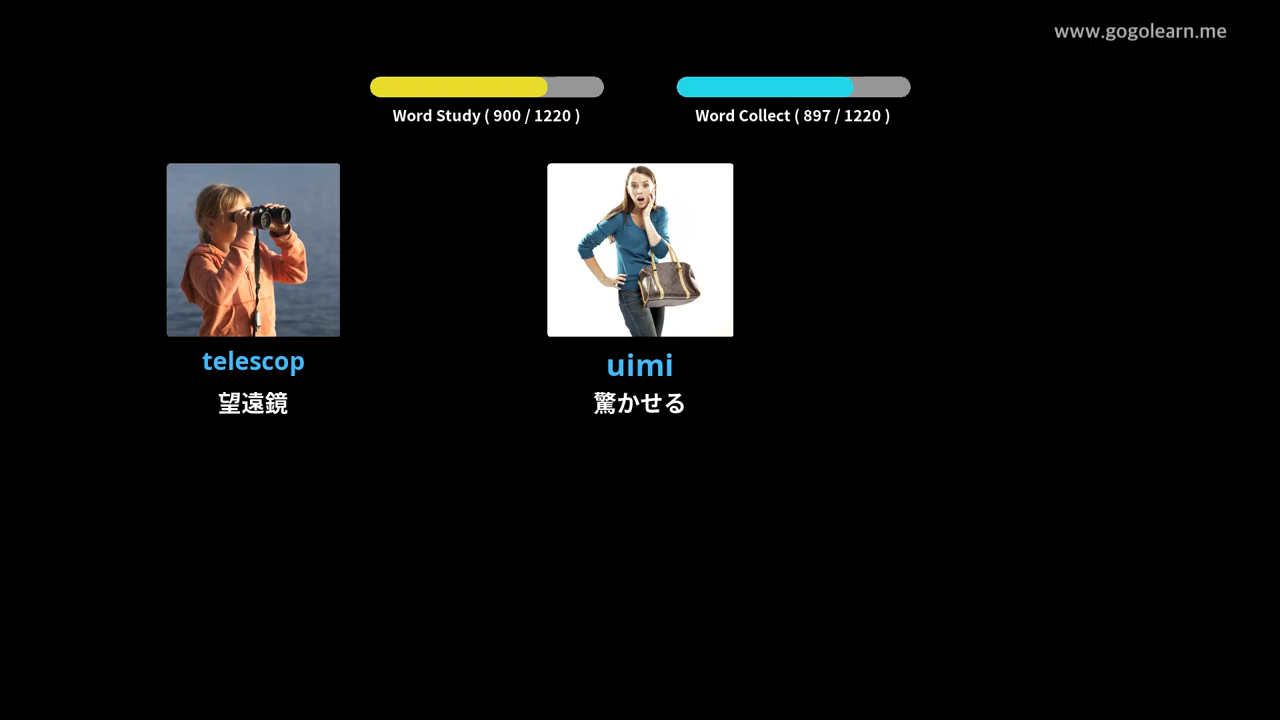 www.gogolearn.me
Word Study ( 900 / 1220 )
Word Collect ( 897 / 1220 )
telescop
望遠鏡
uimi
驚かせる